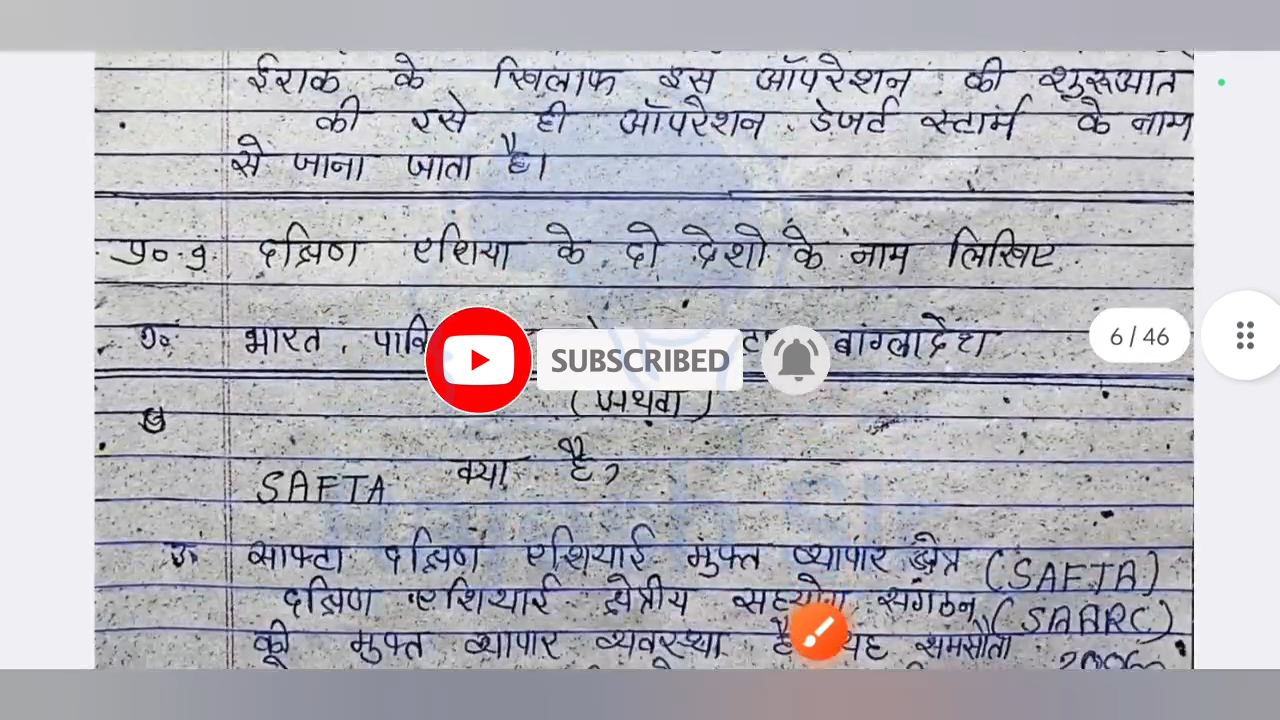 ईराक के खिलाफ इस ऑपरेशन की शुरूआत
की इसे ही ऑपरेशन डेजर्ट स्टार्म के नाम
से जाना जाता है।
प्र० 9. दक्षिण एशिया के दो देशो के नाम लिखिए
उ० भारत, बांग्लादेश
SUBSCRIBED
6 / 46
(अथवा)
SAFTA क्या है?
उ० साफ्टा दक्षिण एशियाई मुक्त व्यापार क्षेत्र (SAFTA)
दक्षिण एशियाई क्षेत्रीय सहयोग संगठन (SAARC)
की मुक्त व्यापार व्यवस्था है यह समझौता